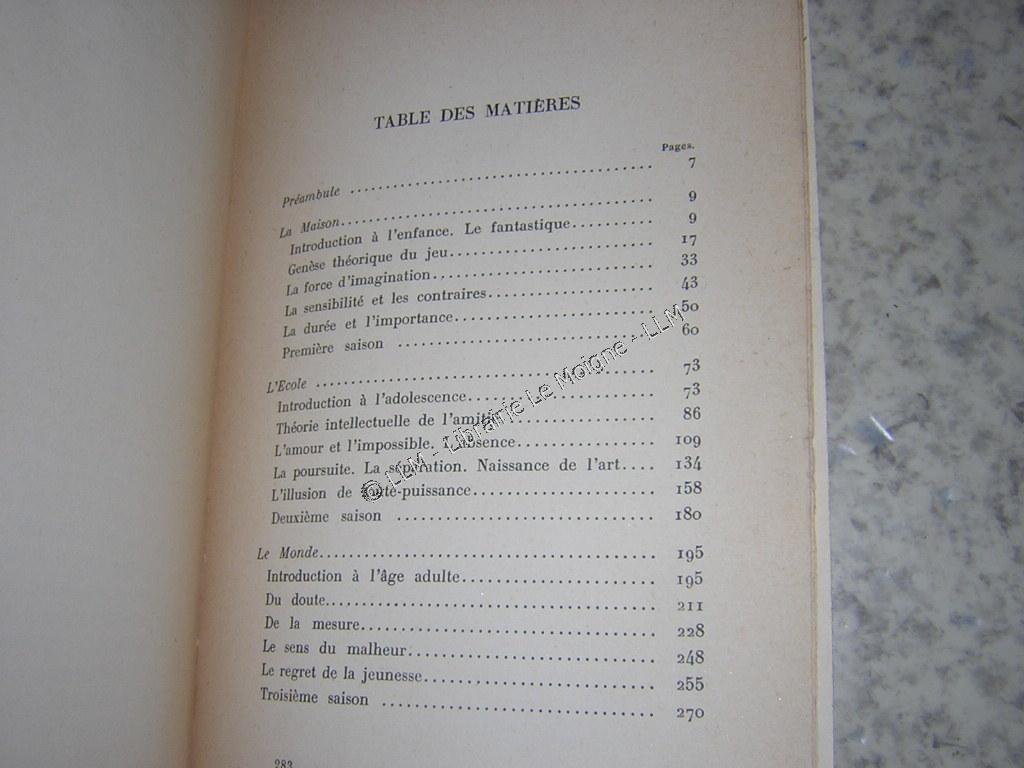 TABLE DES MATIÈRES
Pages.
Préambule ........................................ 7
La Maison........................................ 9
Introduction à l'enfance. Le fantastique............ 9
Genèse théorique du jeu............................ 17
La force d'imagination.............................. 33
La sensibilité et les contraires........................ 43
La durée et l'importance............................ 50
Première saison .................................. 60
L'Ecole .......................................... 73
Introduction à l'adolescence.......................... 73
Théorie intellectuelle de l'amitié...................... 86
L'amour et l'impossible. L'absence.................... 109
La poursuite. La séparation. Naissance de l'art.... 134
L'illusion de toute-puissance.......................... 158
Deuxième saison .................................. 180
Le Monde........................................ 195
Introduction à l'âge adulte.......................... 195
Du doute.......................................... 211
De la mesure...................................... 228
Le sens du malheur................................ 248
Le regret de la jeunesse.............................. 255
Troisième saison .................................. 270
283
© LLM - Librairie Le Moigne - LLM